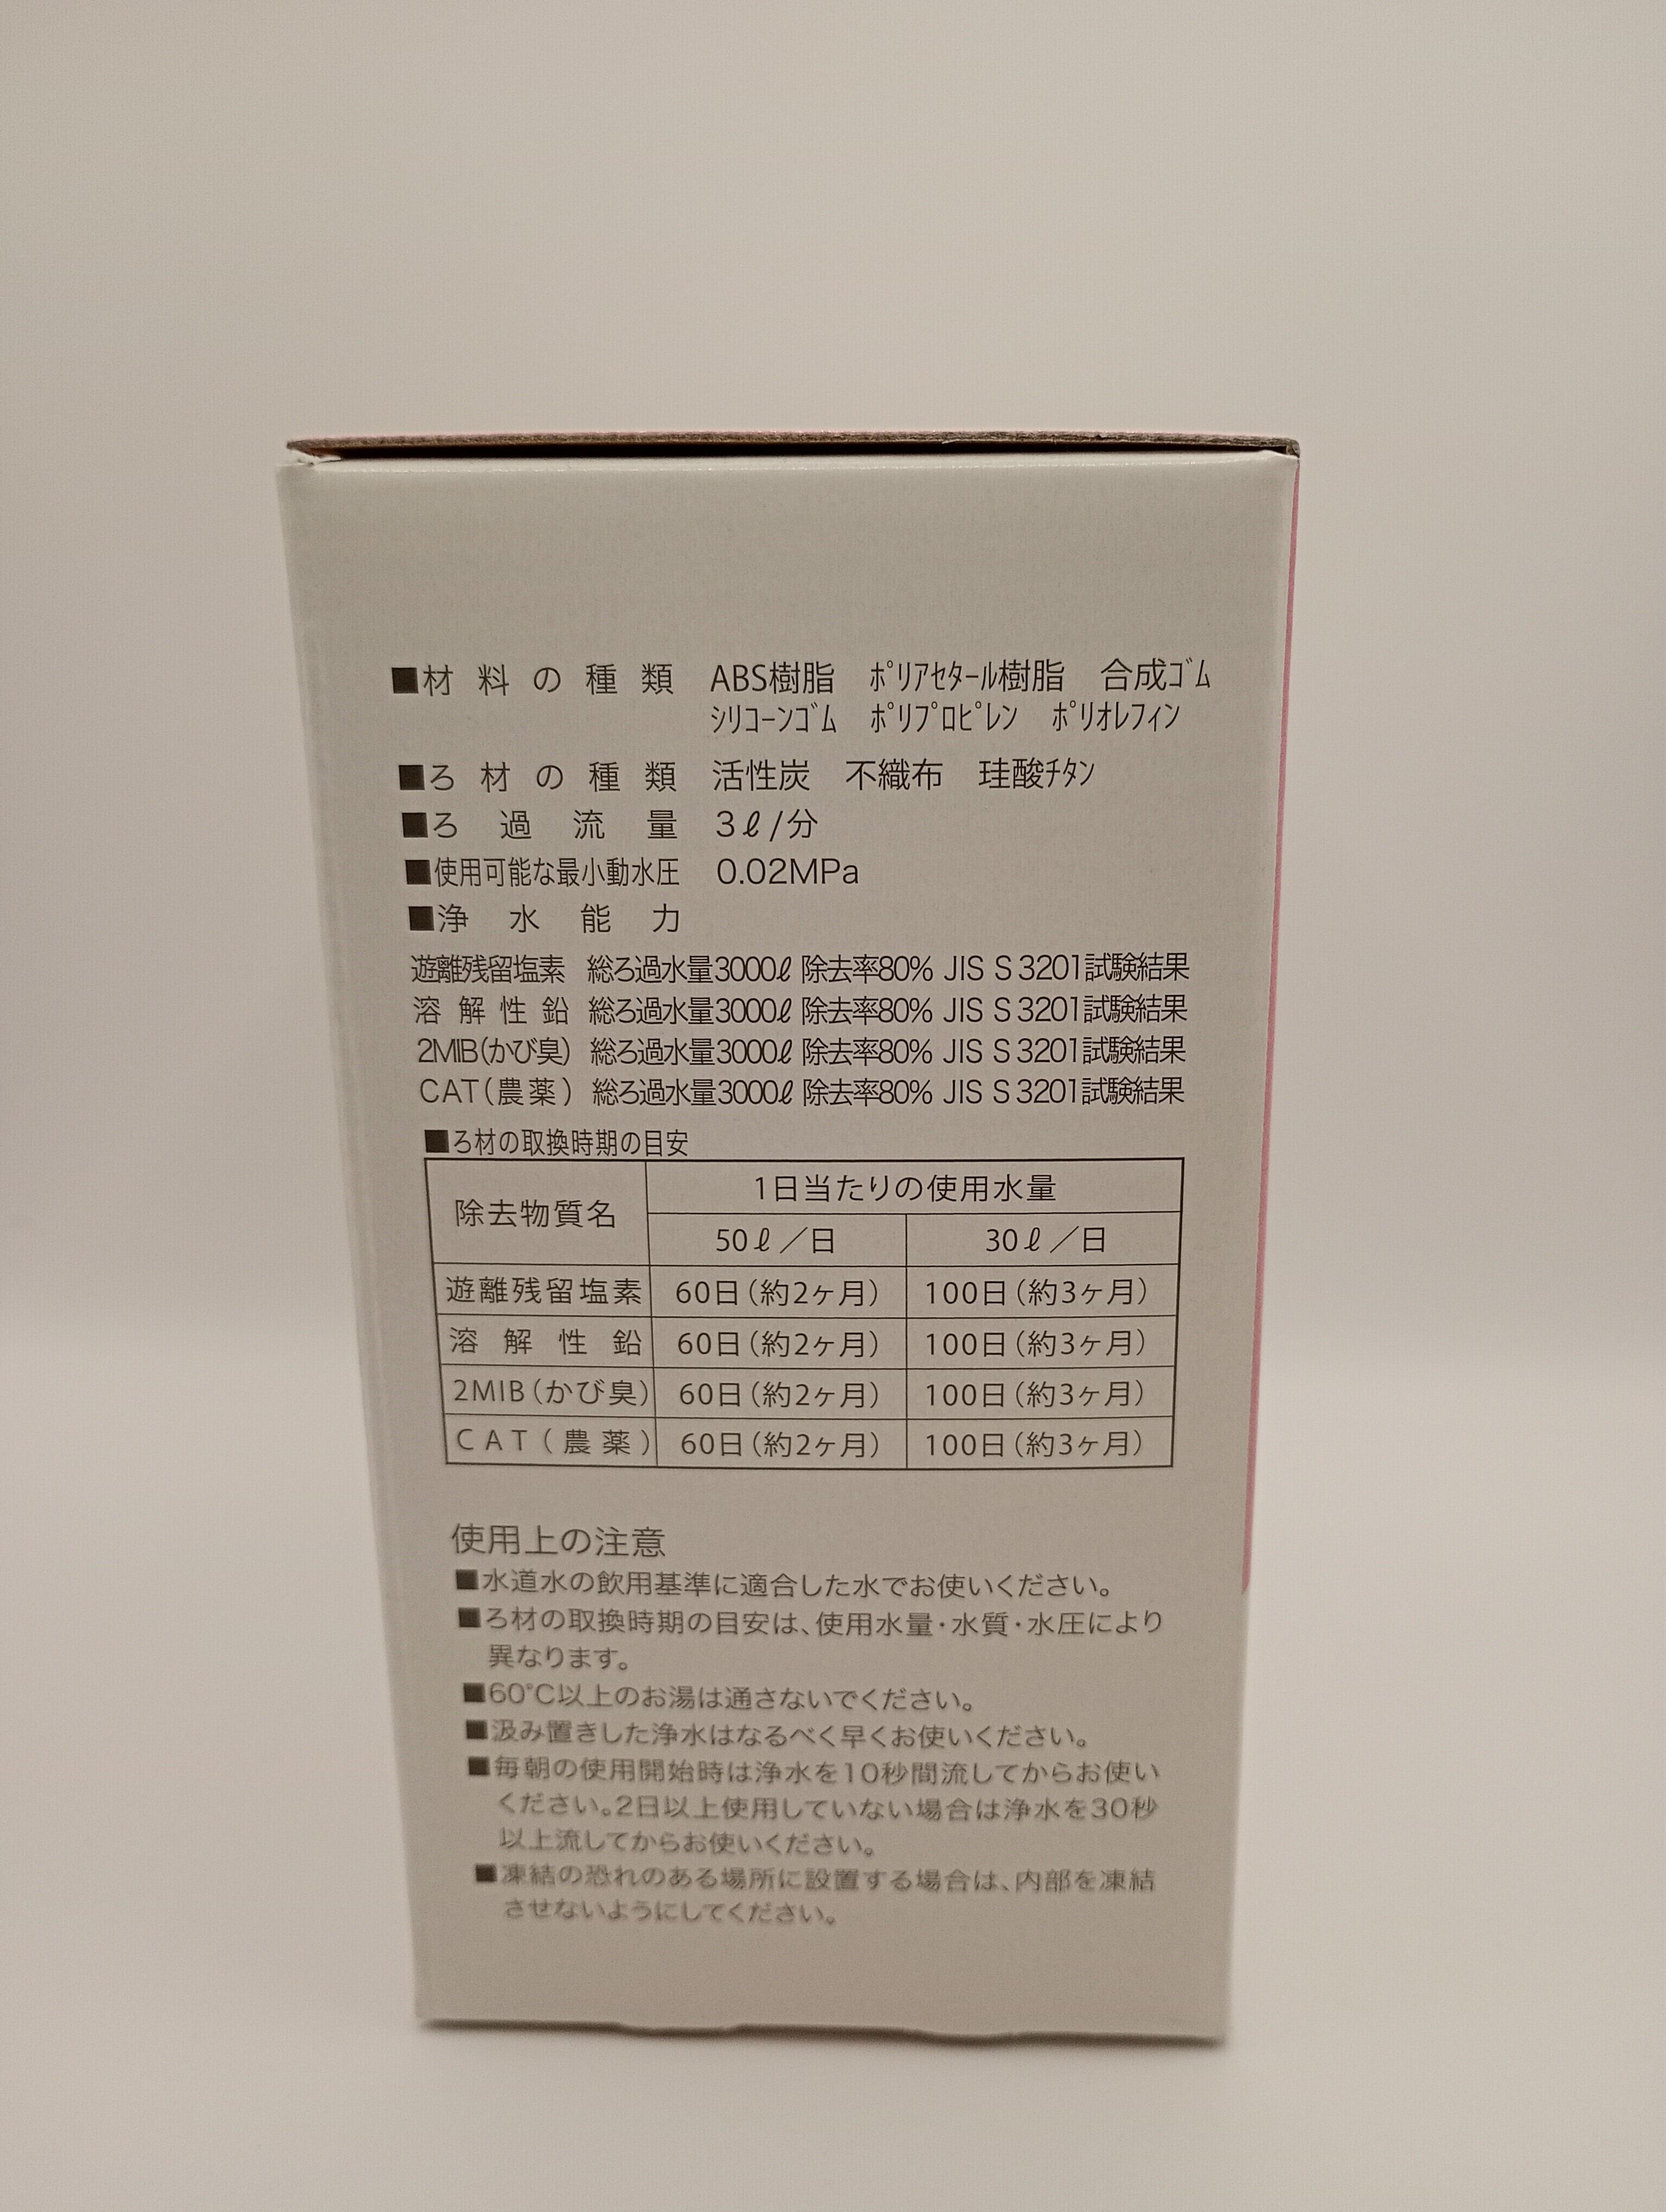 ■材料の種類 ABS樹脂 ﾎﾟﾘｱｾﾀｰﾙ樹脂 合成ｺﾞﾑ
ｼﾘｺｰﾝｺﾞﾑ ﾎﾟﾘﾌﾟﾛﾋﾟﾚﾝ ﾎﾟﾘｵﾚﾌｨﾝ
■ろ材の種類 活性炭 不織布 珪酸ﾁﾀﾝ
■ろ過流量 3ℓ/分
■使用可能な最小動水圧 0.02MPa
■浄水能力
遊離残留塩素 総ろ過水量3000ℓ 除去率80% JIS S 3201試験結果
溶解性鉛 総ろ過水量3000ℓ 除去率80% JIS S 3201試験結果
2MIB(かび臭) 総ろ過水量3000ℓ 除去率80% JIS S 3201試験結果
CAT(農薬) 総ろ過水量3000ℓ 除去率80% JIS S 3201試験結果
■ろ材の取換時期の目安
除去物質名 1日当たりの使用水量
50ℓ／日 30ℓ／日
遊離残留塩素 60日(約2ヶ月) 100日(約3ヶ月)
溶解性鉛 60日(約2ヶ月) 100日(約3ヶ月)
2MIB(かび臭) 60日(約2ヶ月) 100日(約3ヶ月)
CAT(農薬) 60日(約2ヶ月) 100日(約3ヶ月)
使用上の注意
■水道水の飲用基準に適合した水でお使いください。
■ろ材の取換時期の目安は、使用水量・水質・水圧により
異なります。
■60℃以上のお湯は通さないでください。
■汲み置きした浄水はなるべく早くお使いください。
■毎朝の使用開始時は浄水を10秒間流してからお使い
ください。2日以上使用していない場合は浄水を30秒
以上流してからお使いください。
■凍結の恐れのある場所に設置する場合は、内部を凍結
させないようにしてください。